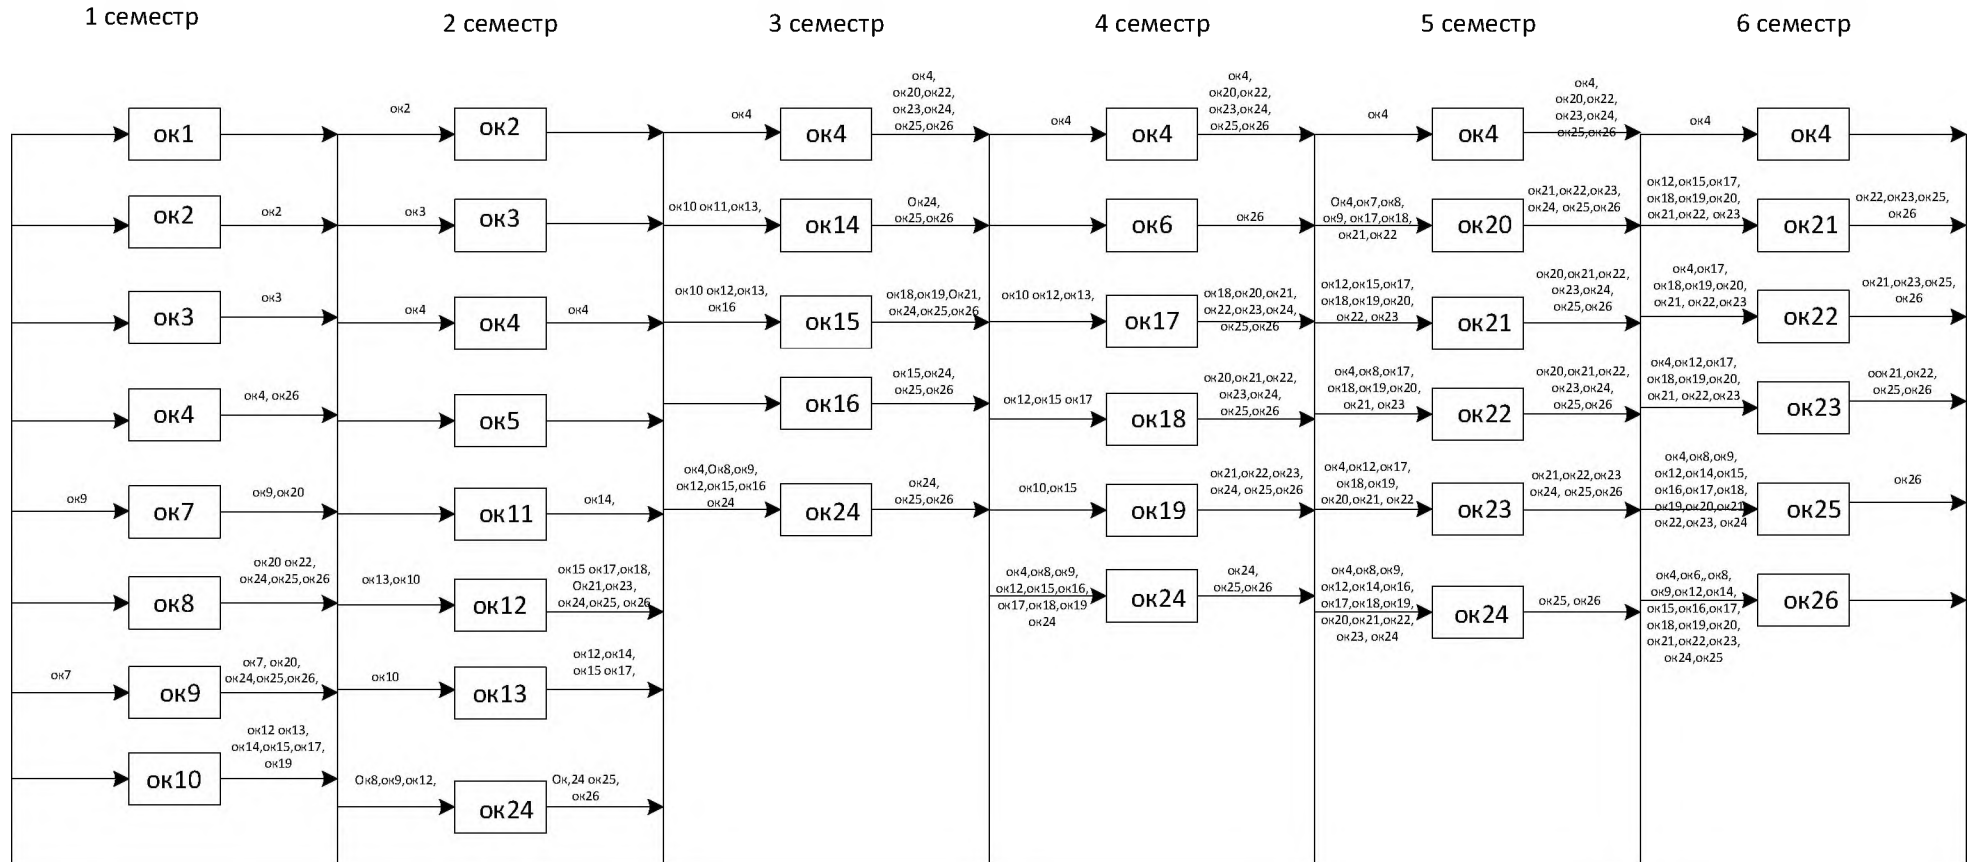 1 семестр
2 семестр
3 семестр
4 семестр
5 семестр
6 семестр
ок1
ок2
ок2
ок3
ок3
ок4
ок4, ок26
ок9
ок7
ок9,ок20
ок8
ок20 ок22,
ок24,ок25,ок26
ок7
ок9
ок7, ок20,
ок24,ок25,ок26,
ок10
ок12 ок13,
ок14,ок15,ок17,
ок19
ок2
ок2
ок3
ок3
ок4
ок4
ок4
ок5
ок11
ок14,
ок13,ок10
ок12
ок15 ок17,ок18,
Ок21,ок23,
ок24,ок25, ок26
ок10
ок13
ок12,ок14,
ок15 ок17,
Ок8,ок9,ок12,
ок24
Ок,24 ок25,
ок26
ок4
ок4
ок4,
ок20,ок22,
ок23,ок24,
ок25,ок26
ок10 ок11,ок13,
ок14
Ок24,
ок25,ок26
ок10 ок12,ок13,
ок16
ок15
ок18,ок19,Ок21,
ок24,ок25,ок26
ок16
ок15,ок24,
ок25,ок26
ок4,Ок8,ок9,
ок12,ок15,ок16
ок24
ок24
ок24,
ок25,ок26
ок4
ок4
ок4,
ок20,ок22,
ок23,ок24,
ок25,ок26
ок6
ок26
ок10 ок12,ок13,
ок17
ок18,ок20,ок21,
ок22,ок23,ок24,
ок25,ок26
ок12,ок15 ок17
ок18
ок20,ок21,ок22,
ок23,ок24,
ок25,ок26
ок10,ок15
ок19
ок21,ок22,ок23,
ок24, ок25,ок26
ок4,ок8,ок9,
ок12,ок15,ок16,
ок17,ок18,ок19
ок24
ок24
ок24,
ок25,ок26
ок4
ок4
ок4,
ок20,ок22,
ок23,ок24,
ок25,ок26
Ок4,ок7,ок8,
ок9, ок17,ок18,
ок21,ок22
ок20
ок21,ок22,ок23,
ок24, ок25,ок26
ок12,ок15,ок17,
ок18,ок19,ок20,
ок22, ок23
ок21
ок20,ок21,ок22,
ок23,ок24,
ок25,ок26
ок4,ок8,ок17,
ок18,ок19,ок20,
ок21, ок23
ок22
ок20,ок21,ок22,
ок23,ок24,
ок25,ок26
ок4,ок12,ок17,
ок18,ок19,
ок20,ок21, ок22
ок23
ок21,ок22,ок23
ок24, ок25,ок26
ок4,ок8,ок9,
ок12,ок14,ок16,
ок17,ок18,ок19,
ок20,ок21,ок22,
ок23, ок24
ок24
ок25, ок26
ок4
ок4
ок12,ок15,ок17,
ок18,ок19,ок20,
ок21,ок22, ок23
ок21
ок22,ок23,ок25,
ок26
ок4,ок17,
ок18,ок19,ок20,
ок21, ок22,ок23
ок22
ок21,ок23,ок25,
ок26
ок4,ок12,ок17,
ок18,ок19,ок20,
ок21, ок22,ок23
ок23
оок21,ок22,
ок25,ок26
ок4,ок8,ок9,
ок12,ок14,ок15,
ок16,ок17,ок18,
ок19,ок20,ок21,
ок22,ок23, ок24
ок25
ок26
ок4,ок6,,ок8,
ок9,ок12,ок14,
ок15,ок16,ок17,
ок18,ок19,ок20,
ок21,ок22,ок23,
ок24,ок25
ок26